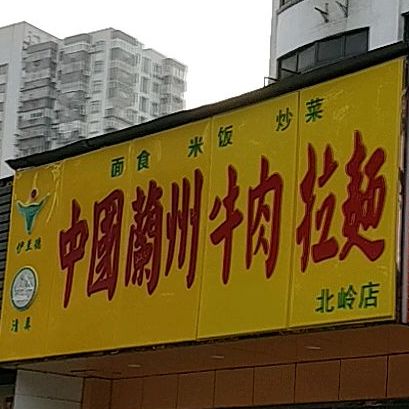 面食 米饭 炒菜
中國蘭州牛肉拉麵
伊兰德
清真
北岭店